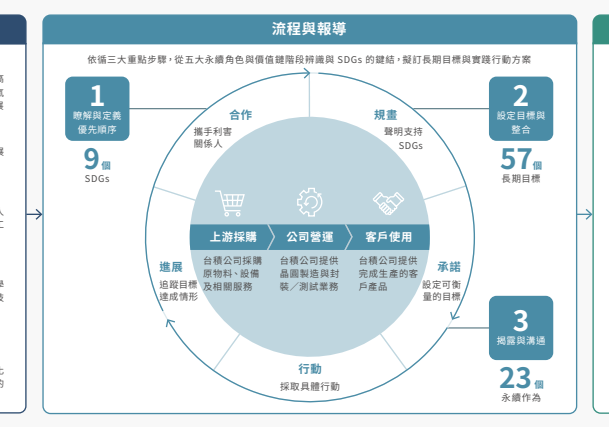 流程與報導
依循三大重點步驟，從五大永續角色與價值鏈階段辨識與 SDGs 的鍵結，擬訂長期目標與實踐行動方案
1
瞭解與定義
優先順序
9個
SDGs
2
設定目標與
整合
57個
長期目標
合作
攜手利害
關係人
規畫
聲明支持
SDGs
上游採購
公司營運
客戶使用
台積公司採購
原物料、設備
及相關服務
台積公司提供
晶圓製造與封
裝／測試業務
台積公司提供
完成生產的客
戶產品
進展
追蹤目標
達成情形
承諾
設定可衡
量的目標
行動
採取具體行動
3
揭露與溝通
23個
永續作為